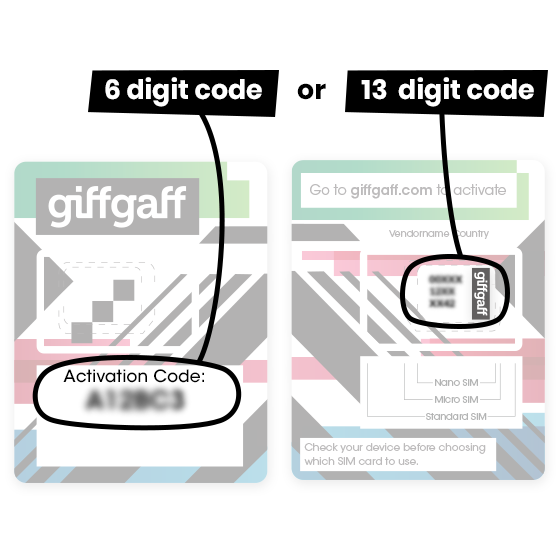 6 digit code or 13 digit code
giffgaff
Activation Code:
A12BC3
Go to giffgaff.com to activate
Vendorname Country
giffgaff
Nano SIM
Micro SIM
Standard SIM
Check your device before choosing
which SIM card to use.